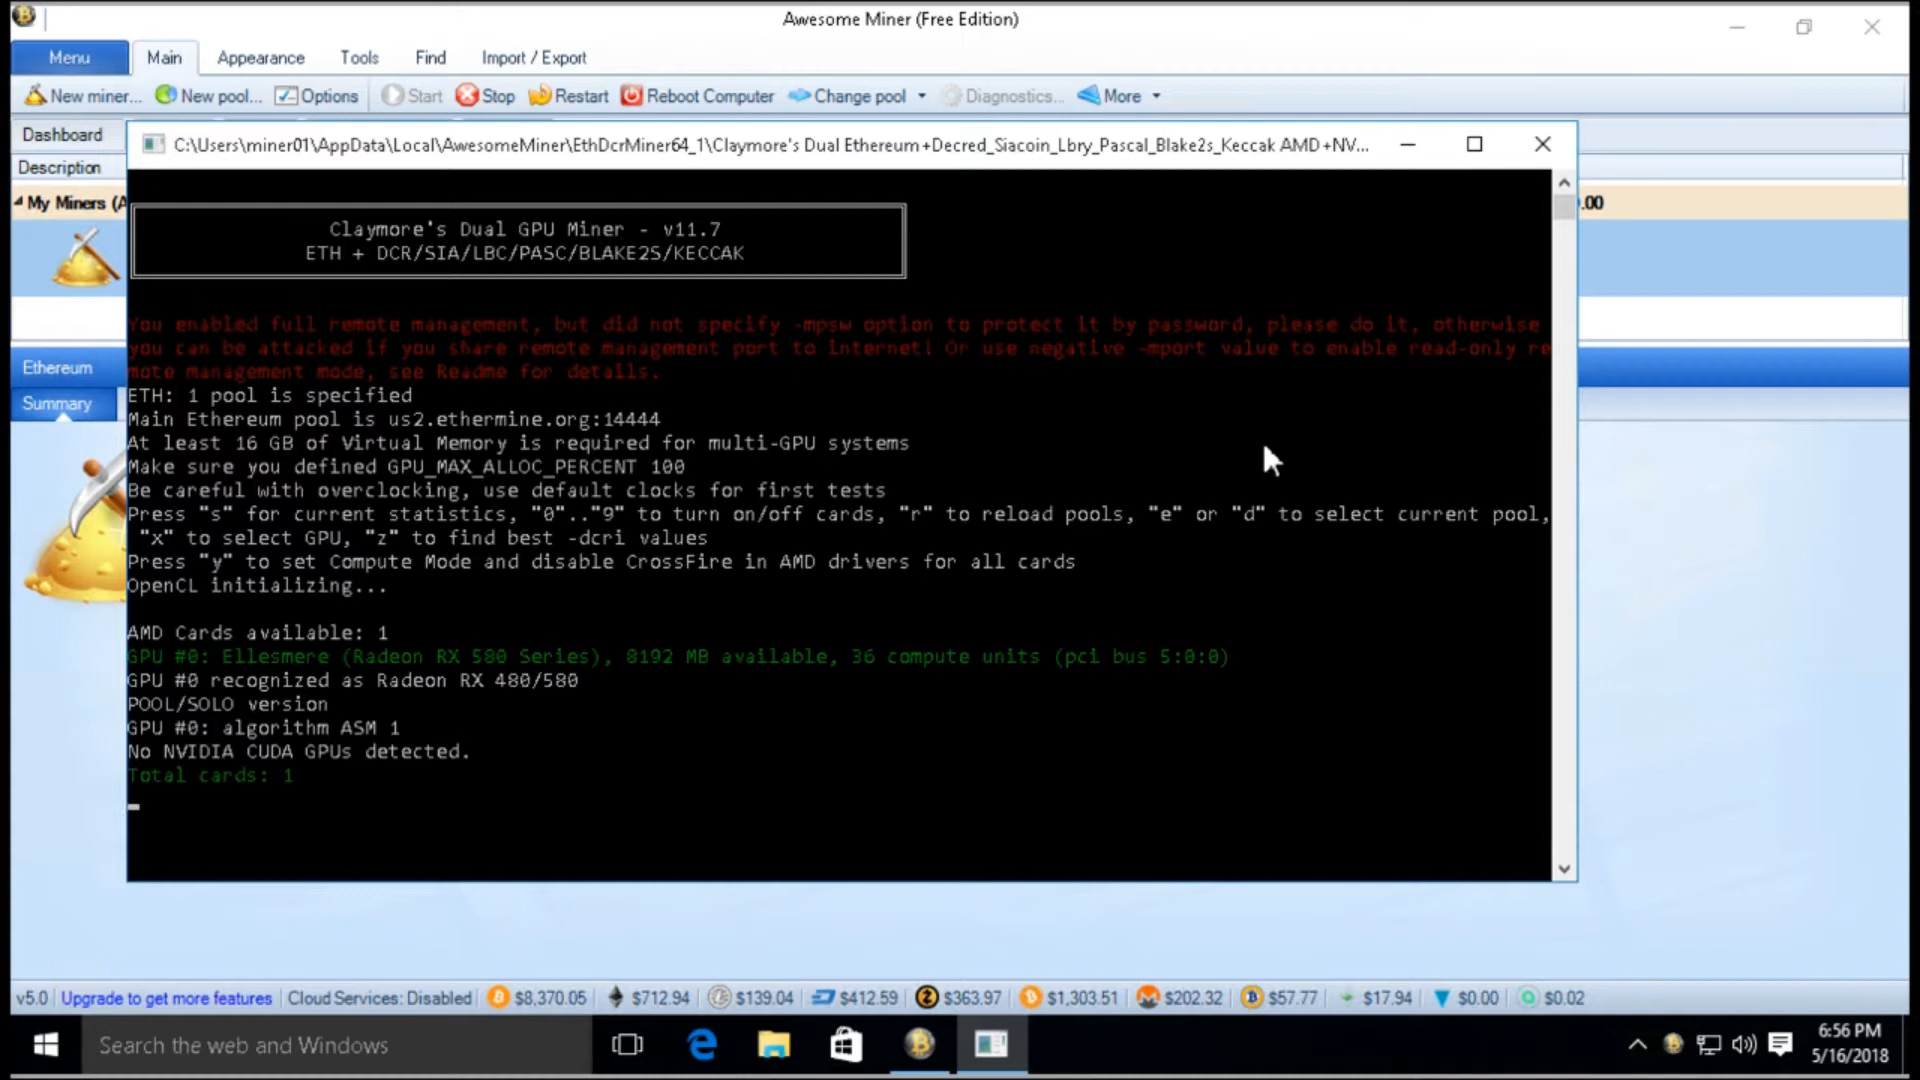 Awesome Miner (Free Edition)
Menu Main Appearance Tools Find Import / Export
New miner... New pool... Options Start Stop Restart Reboot Computer Change pool Diagnostics... More
Dashboard
C:\Users\miner01\AppData\Local\AwesomeMiner\EthDcrMiner64_1\Claymore's Dual Ethereum+Decred_Siacoin_Lbry_Pascal_Blake2s_Keccak AMD+NV...
Description
My Miners (A
.00
Claymore's Dual GPU Miner - v11.7
ETH + DCR/SIA/LBC/PASC/BLAKE2S/KECCAK
You enabled full remote management, but did not specify -mpsw option to protect it by password, please do it, otherwise
you can be attacked if you share remote management port to Internet! Or use negative -mport value to enable read-only re
mote management mode, see Readme for details.
Ethereum
Summary
ETH: 1 pool is specified
Main Ethereum pool is us2.ethermine.org:14444
At least 16 GB of Virtual Memory is required for multi-GPU systems
Make sure you defined GPU_MAX_ALLOC_PERCENT 100
Be careful with overclocking, use default clocks for first tests
Press "s" for current statistics, "0".."9" to turn on/off cards, "r" to reload pools, "e" or "d" to select current pool,
"x" to select GPU, "z" to find best -dcri values
Press "y" to set Compute Mode and disable CrossFire in AMD drivers for all cards
OpenCL initializing...
AMD Cards available: 1
GPU #0: Ellesmere (Radeon RX 580 Series), 8192 MB available, 36 compute units (pci bus 5:0:0)
GPU #0 recognized as Radeon RX 480/580
POOL/SOLO version
GPU #0: algorithm ASM 1
No NVIDIA CUDA GPUs detected.
Total cards: 1
v5.0 Upgrade to get more features Cloud Services: Disabled $8,370.05 $712.94 $139.04 $412.59 $363.97 $1,303.51 $202.32 $57.77 $17.94 $0.00 $0.02
Search the web and Windows
6:56 PM
5/16/2018